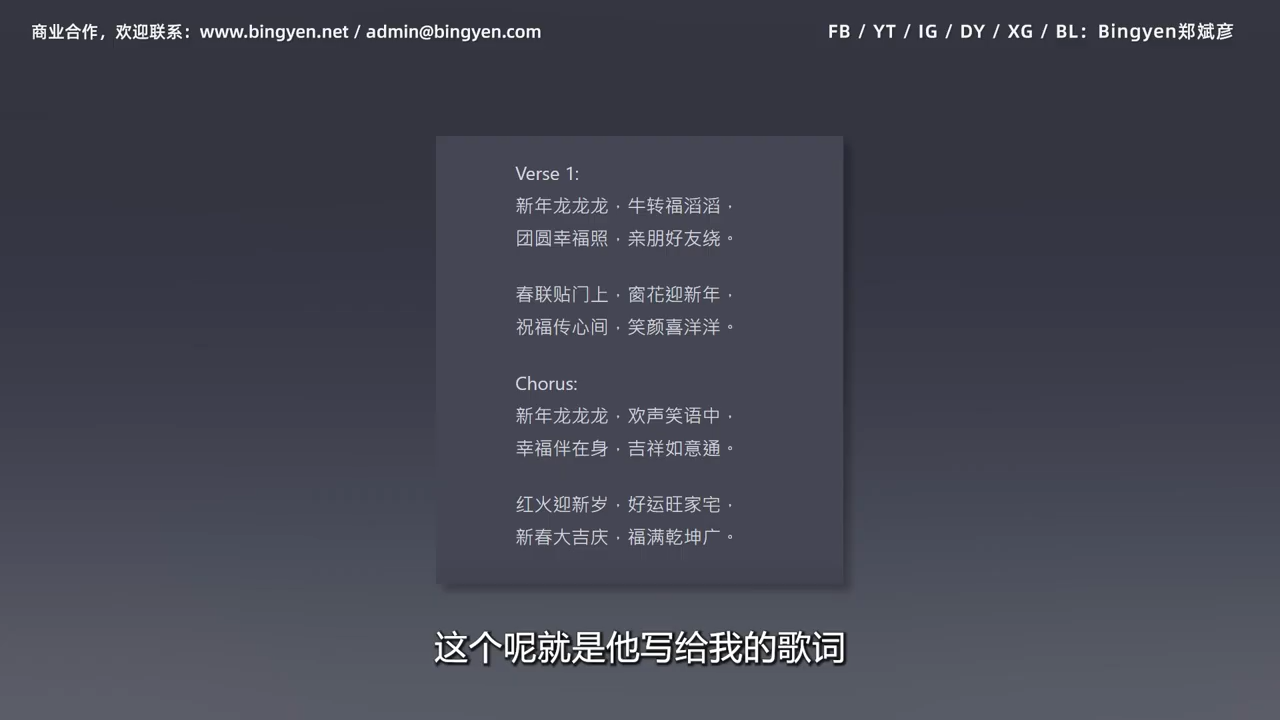 商业合作，欢迎联系：www.bingyen.net / admin@bingyen.com
FB / YT / IG / DY / XG / BL：Bingyen郑斌彦
Verse 1:
新年龙龙龙，牛转福滔滔，
团圆幸福照，亲朋好友绕。
春联贴门上，窗花迎新年，
祝福传心间，笑颜喜洋洋。
Chorus:
新年龙龙龙，欢声笑语中，
幸福伴在身，吉祥如意通。
红火迎新岁，好运旺家宅，
新春大吉庆，福满乾坤广。
这个呢就是他写给我的歌词